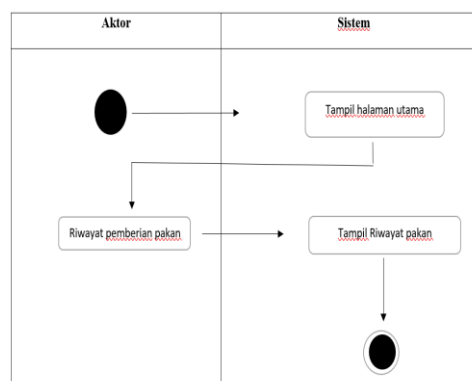 Aktor
Sistem
Tampil halaman utama
Riwayat pemberian pakan
Tampil Riwayat pakan